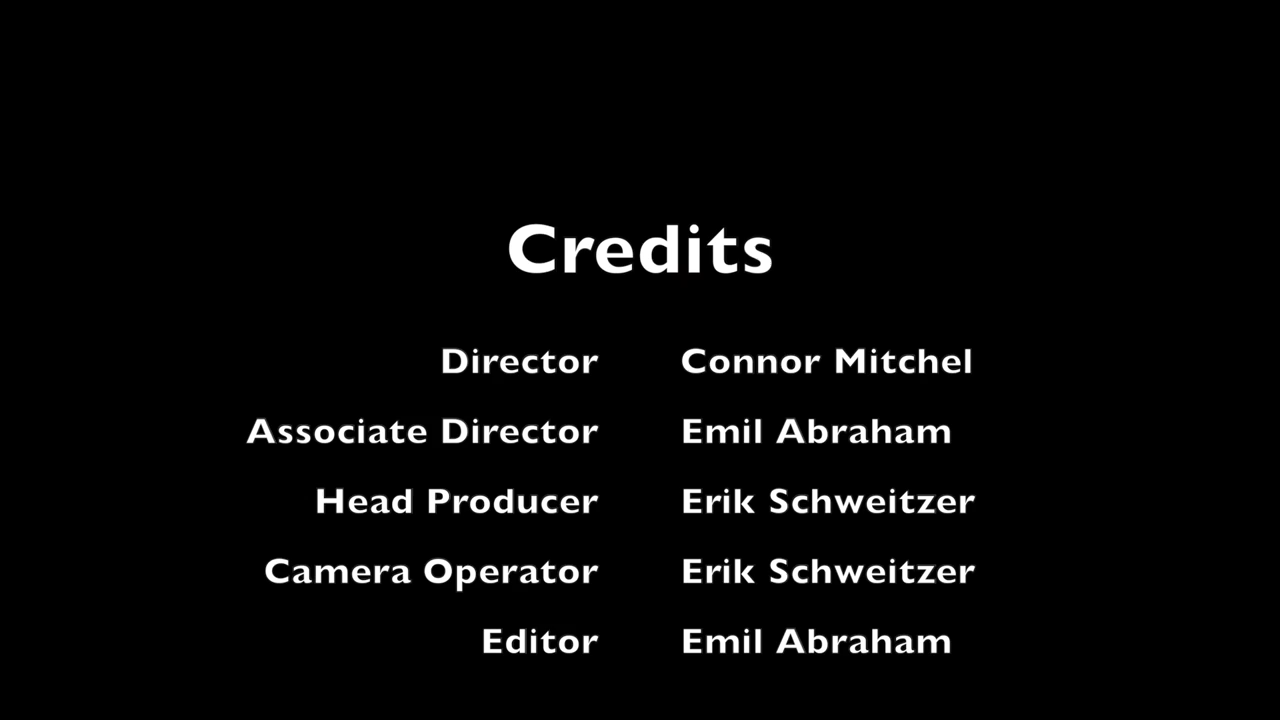 Credits
Director Connor Mitchel
Associate Director Emil Abraham
Head Producer Erik Schweitzer
Camera Operator Erik Schweitzer
Editor Emil Abraham